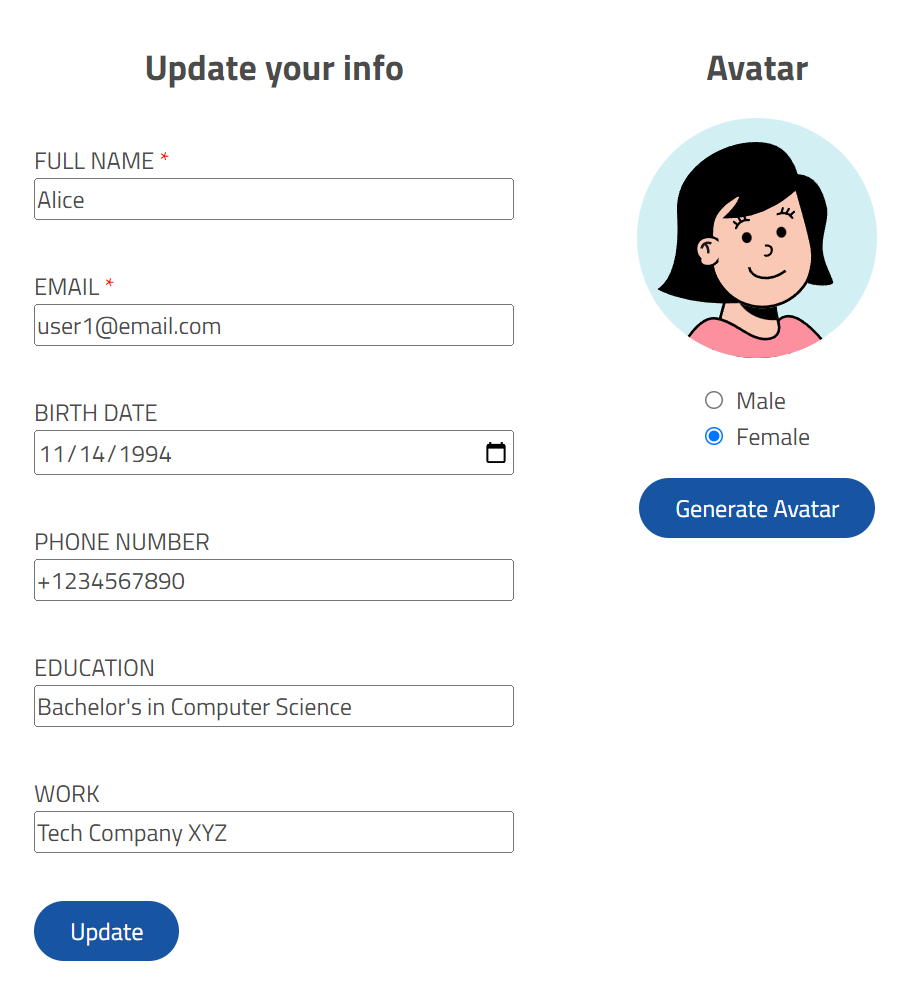 Update your info
FULL NAME *
Alice
EMAIL *
user1@email.com
BIRTH DATE
11/14/1994
PHONE NUMBER
+1234567890
EDUCATION
Bachelor's in Computer Science
WORK
Tech Company XYZ
Update
Avatar
Male
Female
Generate Avatar